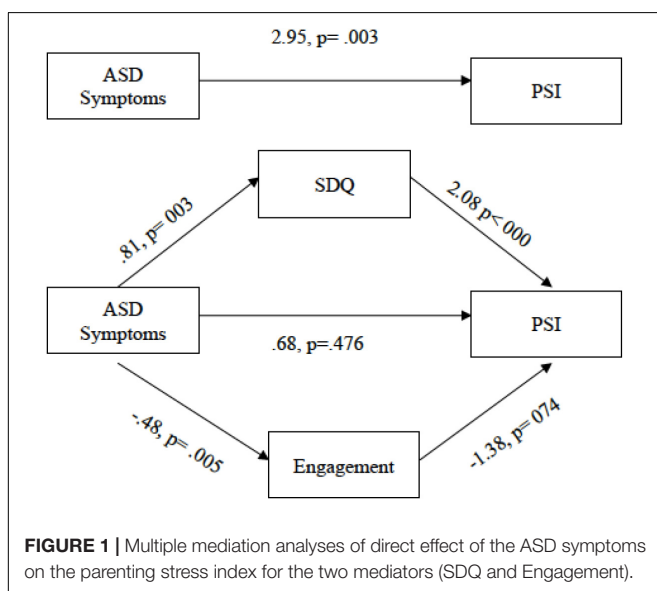 2.95, p= .003
ASD
Symptoms
PSI
SDQ
.81, p= 003
2.08 p< 000
ASD
Symptoms
PSI
.68, p=.476
-.48, p= .005
-1.38, p= 074
Engagement
FIGURE 1 | Multiple mediation analyses of direct effect of the ASD symptoms
on the parenting stress index for the two mediators (SDQ and Engagement).